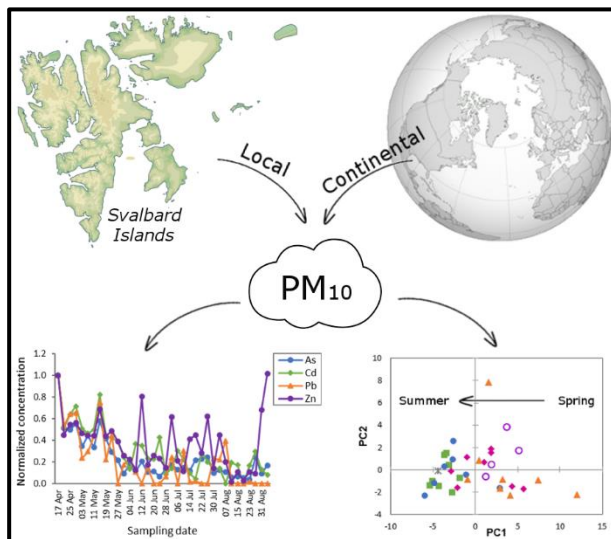 Svalbard
Islands
Local
Continental
PM10
Normalized concentration
1.2
1.0
0.8
0.6
0.4
0.2
0.0
As
Cd
Pb
Zn
17 Apr
25 Apr
03 May
11 May
19 May
27 May
04 Jun
12 Jun
20 Jun
28 Jun
06 Jul
14 Jul
22 Jul
30 Jul
07 Aug
15 Aug
23 Aug
31 Aug
Sampling date
PC2
10
8
6
4
2
0
-2
-4
Summer
Spring
-10
-5
0
5
10
15
PC1